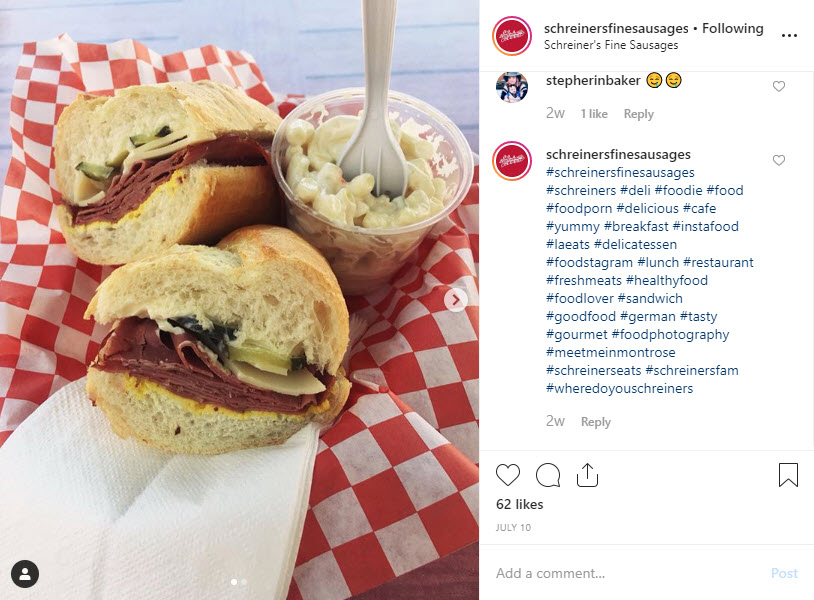 schreinersfinesausages • Following
Schreiner's Fine Sausages
stepherinbaker 🤤🤤
2w 1 like Reply
schreinersfinesausages
#schreinersfinesausages
#schreiners #deli #foodie #food
#foodporn #delicious #cafe
#yummy #breakfast #instafood
#laeats #delicatessen
#foodstagram #lunch #restaurant
#freshmeats #healthyfood
#foodlover #sandwich
#goodfood #german #tasty
#gourmet #foodphotography
#meetmeinmontrose
#schreinerseats #schreinersfam
#wheredoyouschreiners
2w Reply
62 likes
JULY 10
Add a comment... Post